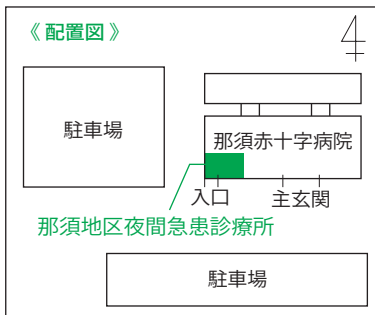 《 配置図 》
駐車場
那須赤十字病院
入口
主玄関
那須地区夜間急患診療所
駐車場